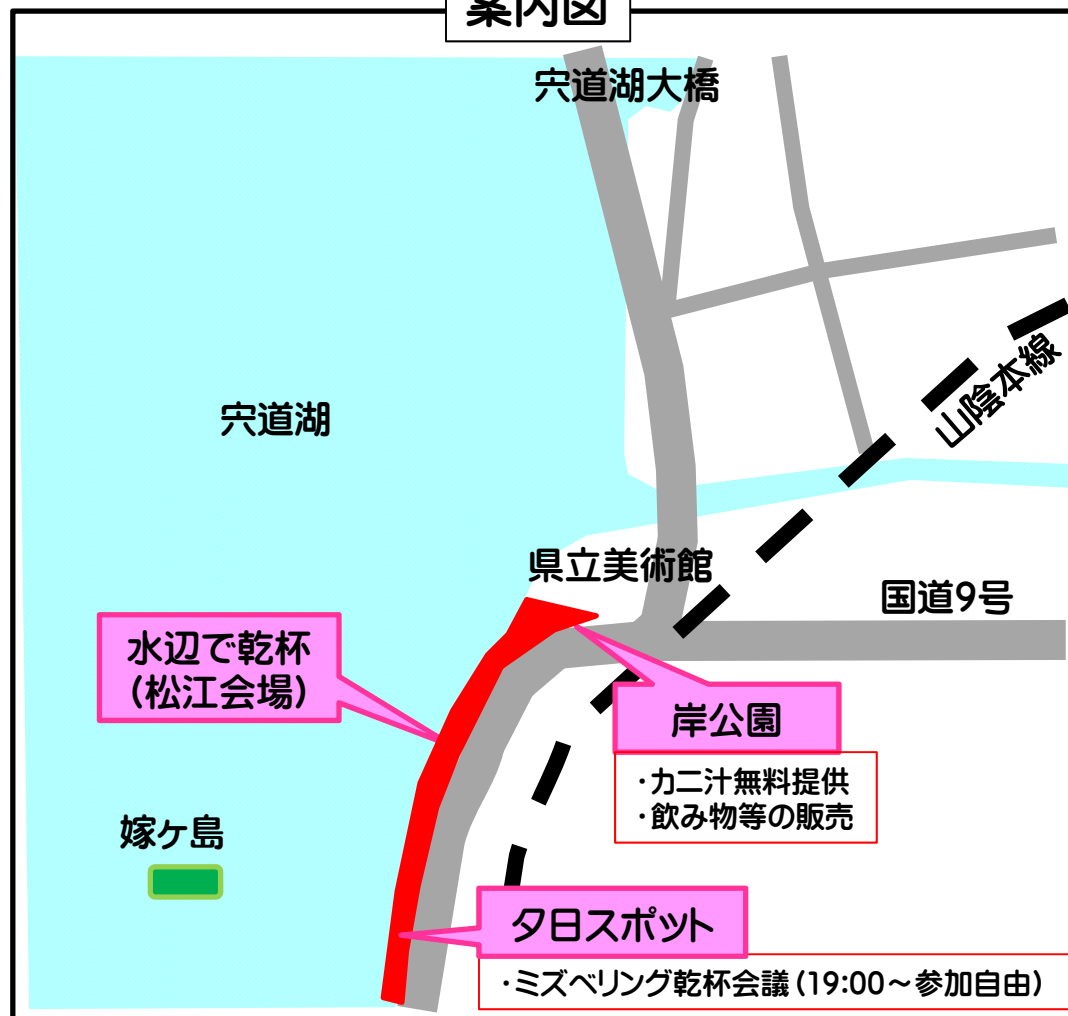 案内図
宍道湖大橋
山陰本線
宍道湖
県立美術館
国道9号
水辺で乾杯
(松江会場)
岸公園
・カニ汁無料提供
・飲み物等の販売
嫁ヶ島
夕日スポット
・ミズベリング乾杯会議(19:00～参加自由)